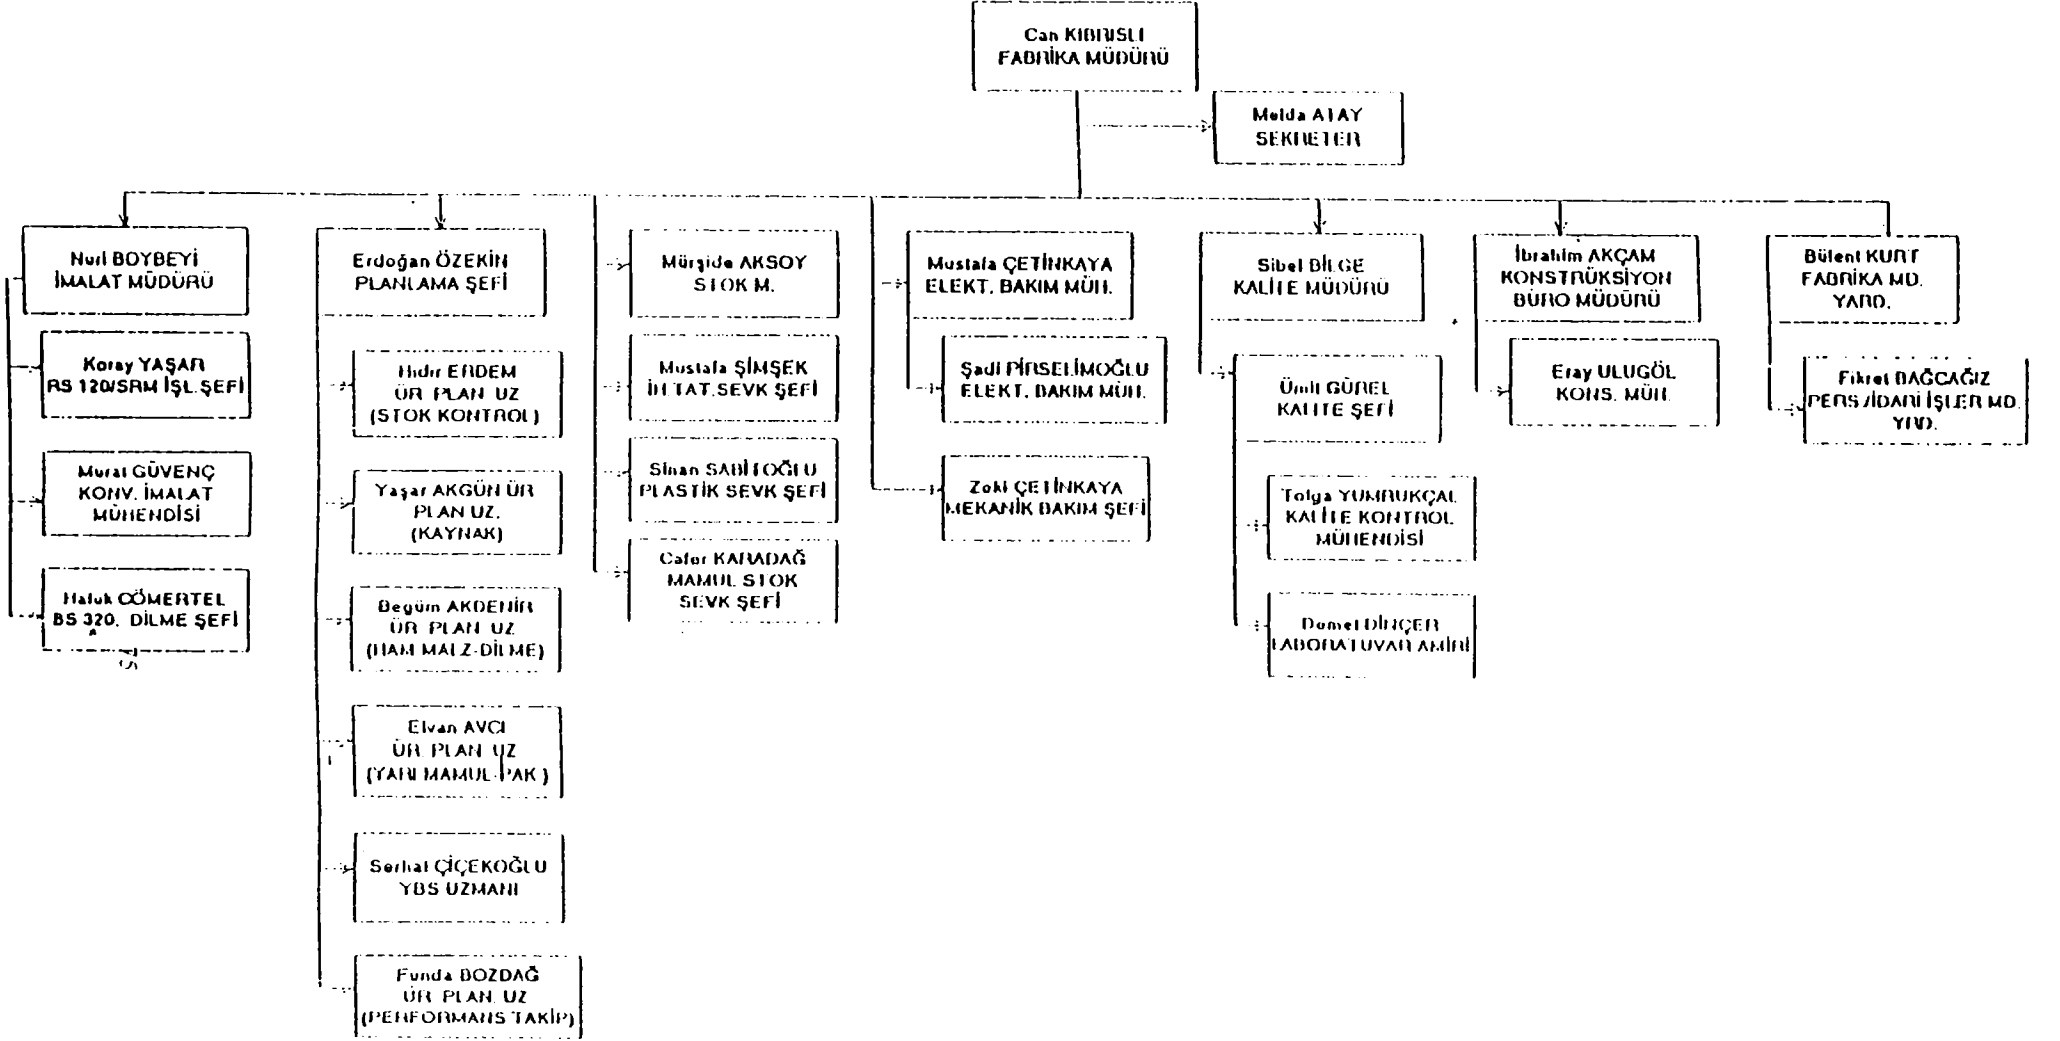 Can KIBRISLI
FABRİKA MÜDÜRÜ
Melda ATAY
SEKRETER
Nuri BOYBEYİ
İMALAT MÜDÜRÜ
Koray YAŞAR
RS 120/SRM İŞL.ŞEFİ
Murat GÜVENÇ
KONV. İMALAT
MÜHENDİSİ
Haluk CÖMERTEL
BS 320. DİLME ŞEFİ
Erdoğan ÖZEKİN
PLANLAMA ŞEFİ
Hıdır ERDEM
ÜR. PLAN. UZ
(STOK KONTROL)
Yaşar AKGÜN ÜR
PLAN UZ.
(KAYNAK)
Begüm AKDENİR
ÜR. PLAN. UZ
(HAM MALZ-DİLME)
Elvan AVCI
ÜR. PLAN. UZ
(YARI MAMUL-PAK.)
Serhat ÇİÇEKOĞLU
YBS UZMANI
Funda BOZDAĞ
ÜR. PLAN. UZ
(PERFORMANS TAKİP)
Mürşide AKSOY
STOK M.
Mustafa ŞİMŞEK
İH.TAT.SEVK ŞEFİ
Sinan SABİTOĞLU
PLASTİK SEVK ŞEFİ
Cafer KARADAĞ
MAMUL STOK
SEVK ŞEFİ
Mustafa ÇETİNKAYA
ELEKT. BAKIM MÜH.
Şadi PİRSELİMOĞLU
ELEKT. BAKIM MÜH.
Zeki ÇETİNKAYA
MEKANİK BAKIM ŞEFİ
Sibel BİLGE
KALİTE MÜDÜRÜ
Ümit GÜREL
KALİTE ŞEFİ
Tolga YUMRUKÇAL
KALİTE KONTROL
MÜHENDİSİ
Demet DİNÇER
LABORATUVAR AMİRİ
İbrahim AKÇAM
KONSTRÜKSİYON
BÜRO MÜDÜRÜ
Eray ULUGÖL
KONS. MÜH.
Bülent KURT
FABRİKA MD.
YARD.
Fikret BAĞCAĞIZ
PERS./İDARİ İŞLER MD.
YRD.